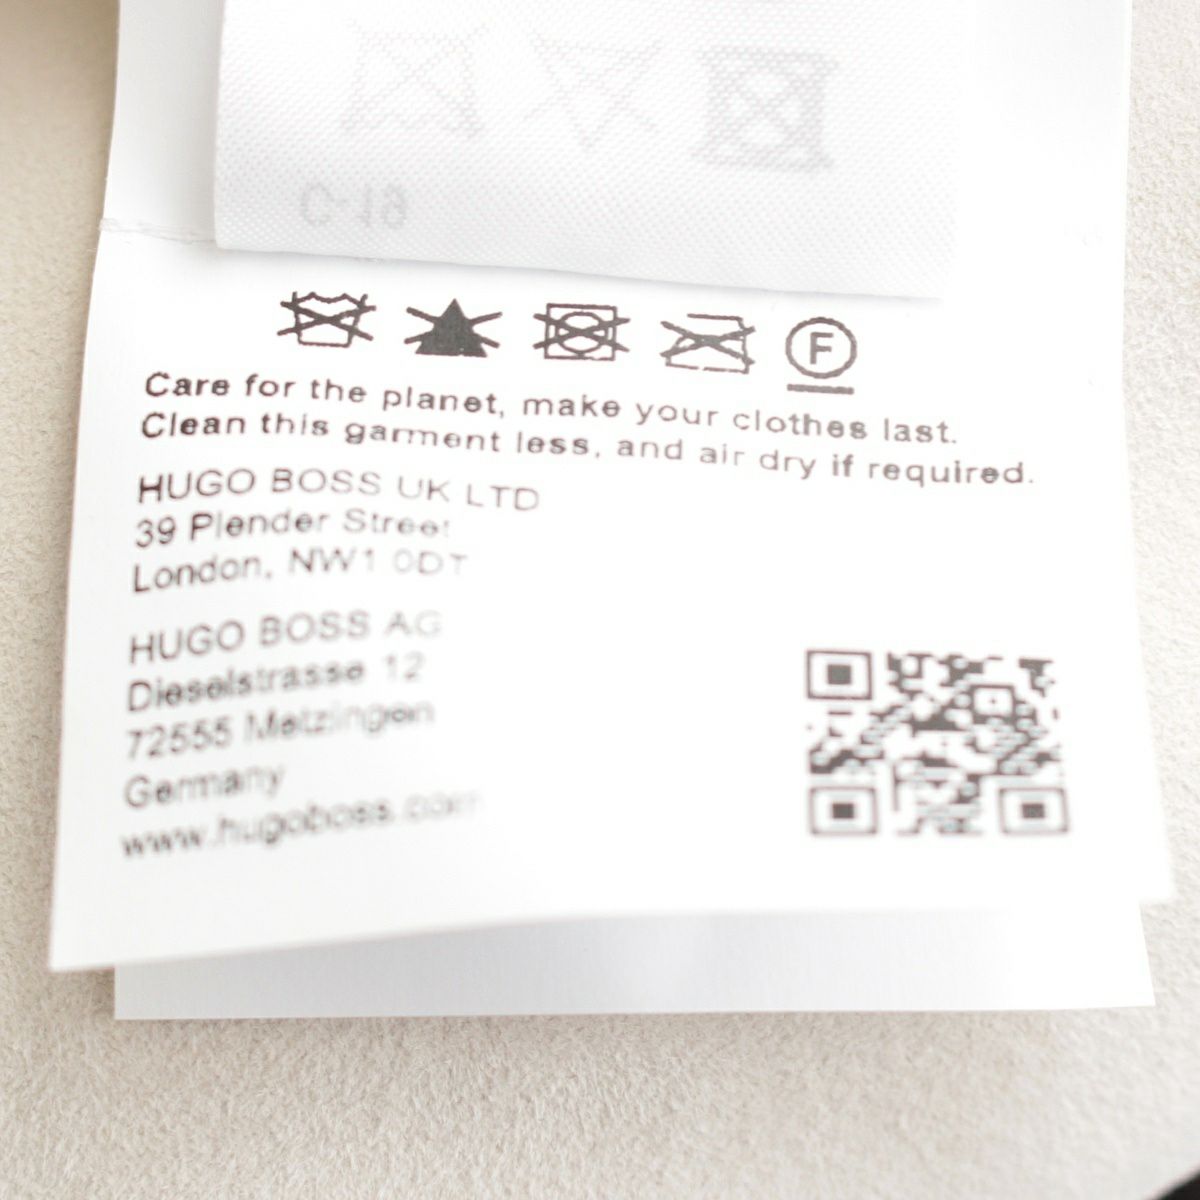 C-19
F
Care for the planet, make your clothes last.
Clean this garment less, and air dry if required.
HUGO BOSS UK LTD
39 Plender Street
London, NW1 0DT
HUGO BOSS AG
Dieselstrasse 12
72555 Metzingen
Germany
www.hugoboss.com